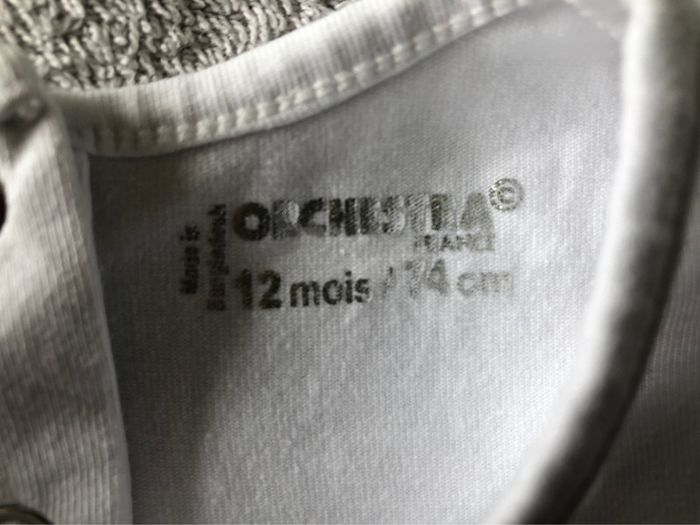 Made in
Bangladesh
ORCHESTRA©
FRANCE
12 mois / 74 cm